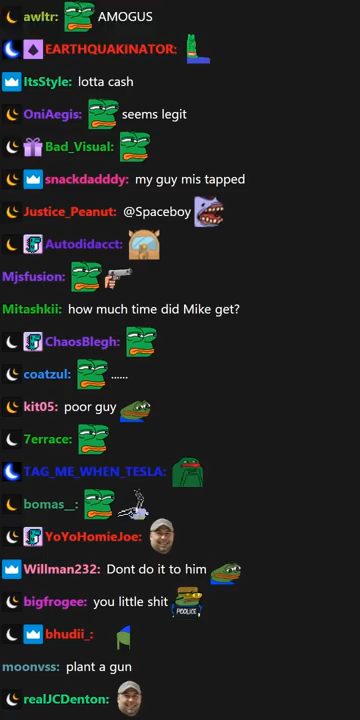 awltr: AMOGUS
EARTHQUAKINATOR:
ItsStyle: lotta cash
OniAegis: seems legit
Bad_Visual:
snackdadddy: my guy mis tapped
Justice_Peanut: @Spaceboy
Autodidacct:
Mjsfusion:
Mitashkii: how much time did Mike get?
ChaosBlegh:
coatzul: ......
kit05: poor guy
7errace:
TAG_ME_WHEN_TESLA:
bomas__:
YoYoHomieJoe:
Willman232: Dont do it to him
bigfrogee: you little shit PEOLICE
bhudii_:
moonvss: plant a gun
realJCDenton: